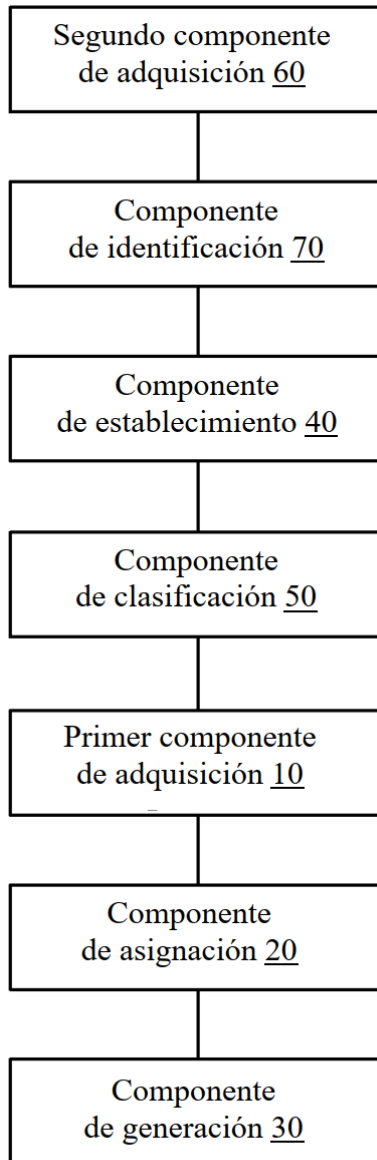 Segundo componente
de adquisición 60
Componente
de identificación 70
Componente
de establecimiento 40
Componente
de clasificación 50
Primer componente
de adquisición 10
Componente
de asignación 20
Componente
de generación 30